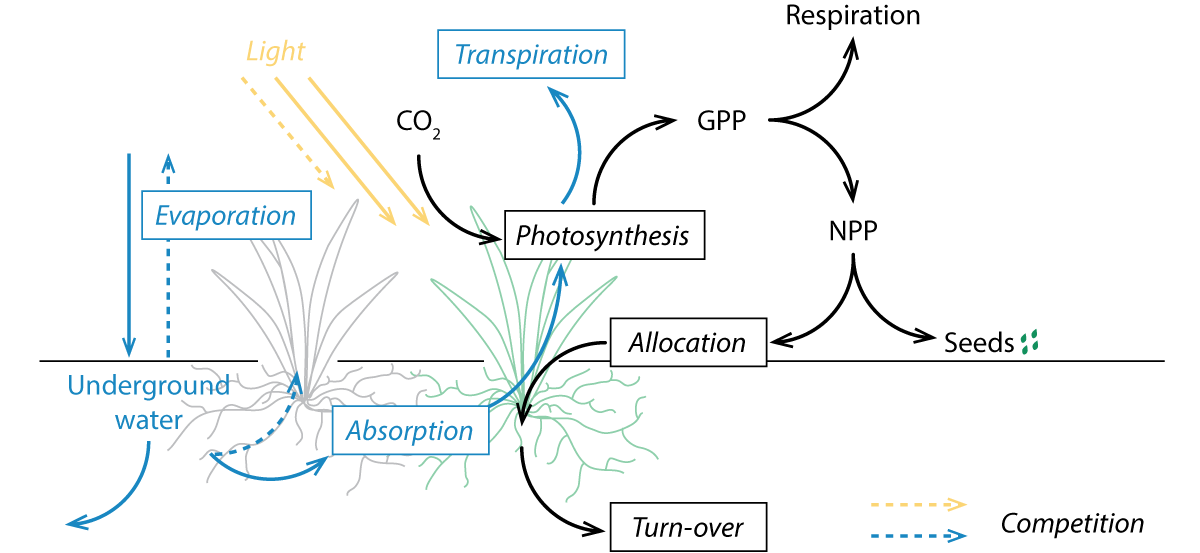 Respiration
Light
Transpiration
CO₂
GPP
Evaporation
Photosynthesis
NPP
Allocation
Seeds
Underground
water
Absorption
Turn-over
Competition